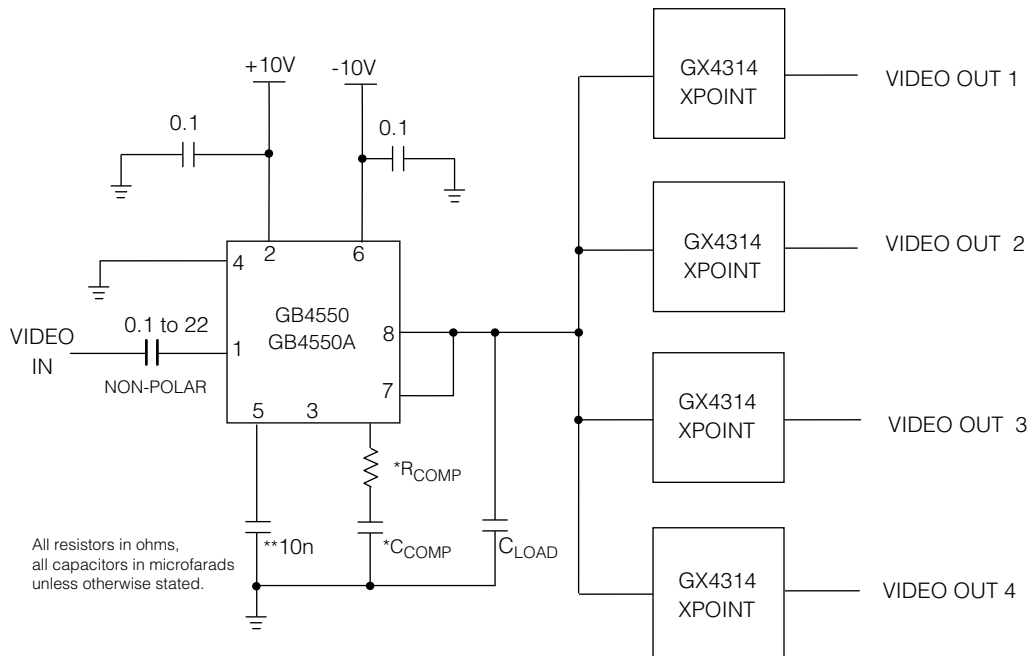 +10V
-10V
0.1
0.1
2
6
4
GB4550
GB4550A
8
7
1
5
3
VIDEO
IN
0.1 to 22
NON-POLAR
*RCOMP
*CCOMP
**10n
CLOAD
All resistors in ohms,
all capacitors in microfarads
unless otherwise stated.
GX4314
XPOINT
VIDEO OUT 1
GX4314
XPOINT
VIDEO OUT 2
GX4314
XPOINT
VIDEO OUT 3
GX4314
XPOINT
VIDEO OUT 4